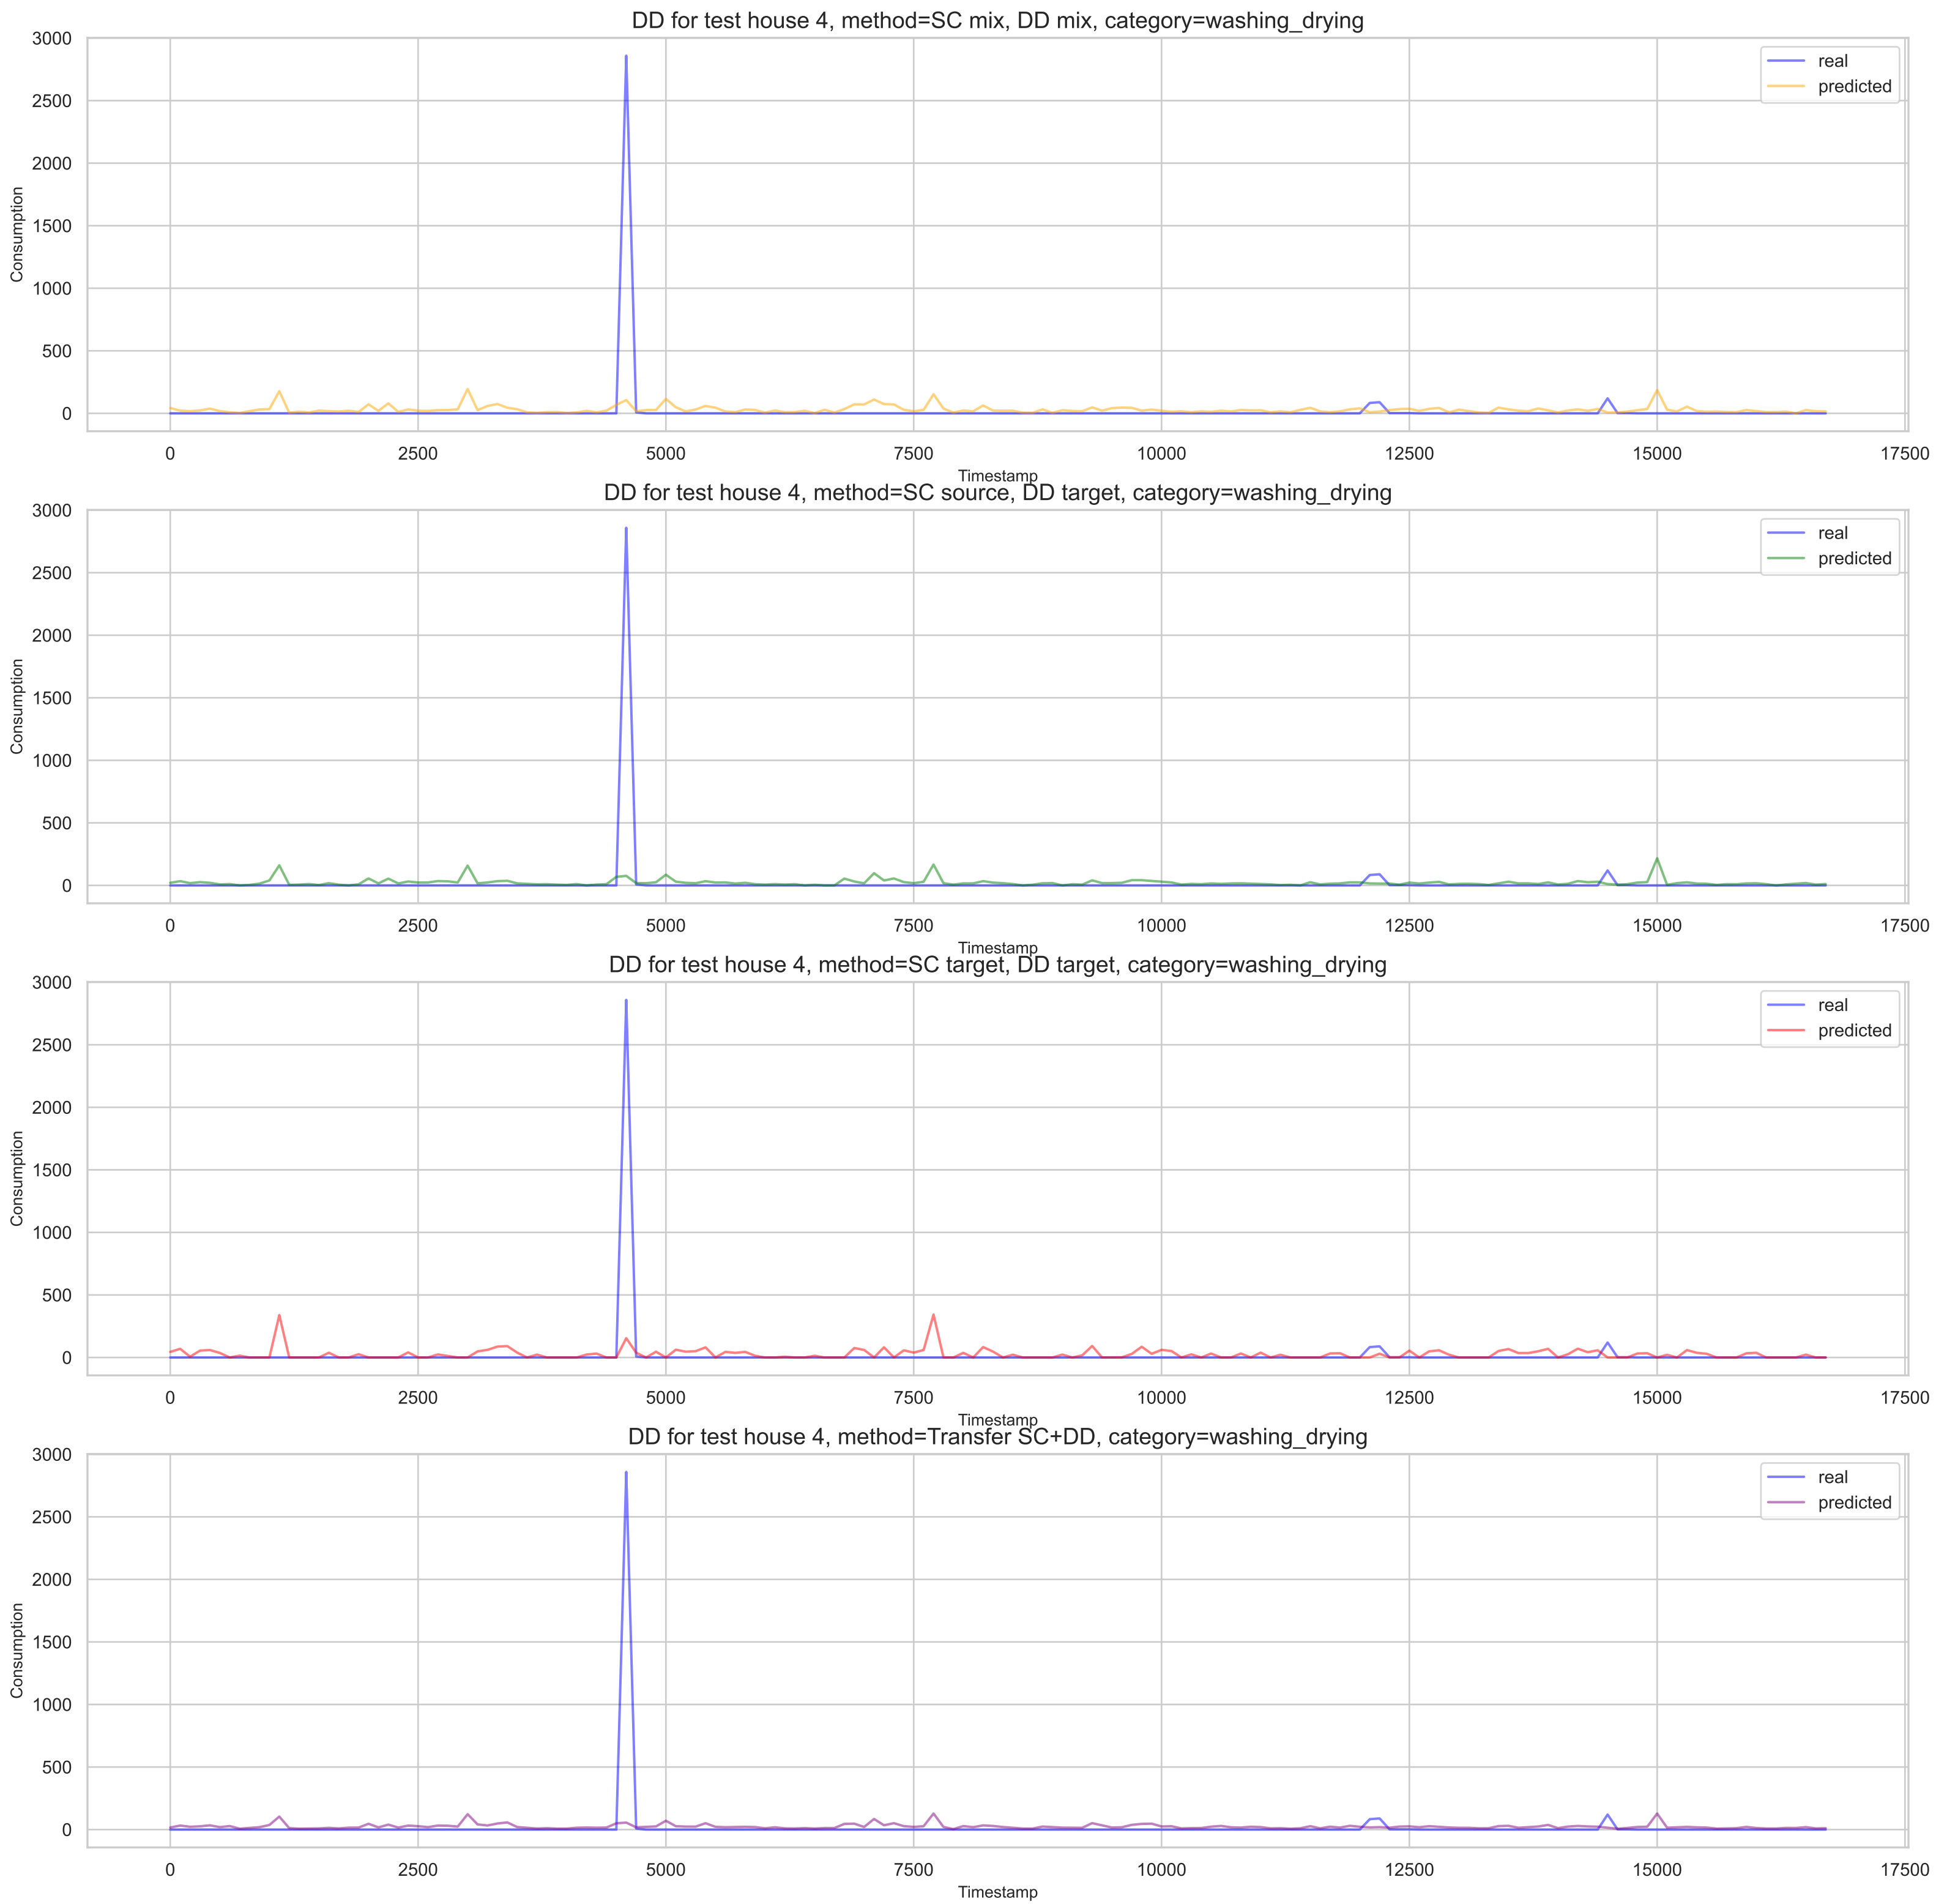 DD for test house 4, method=SC mix, DD mix, category=washing_drying
3000
2500
2000
1500
1000
500
0
Consumption
real
predicted
0 2500 5000 7500 10000 12500 15000 17500
Timestamp
DD for test house 4, method=SC source, DD target, category=washing_drying
3000
2500
2000
1500
1000
500
0
Consumption
real
predicted
0 2500 5000 7500 10000 12500 15000 17500
Timestamp
DD for test house 4, method=SC target, DD target, category=washing_drying
3000
2500
2000
1500
1000
500
0
Consumption
real
predicted
0 2500 5000 7500 10000 12500 15000 17500
Timestamp
DD for test house 4, method=Transfer SC+DD, category=washing_drying
3000
2500
2000
1500
1000
500
0
Consumption
real
predicted
0 2500 5000 7500 10000 12500 15000 17500
Timestamp